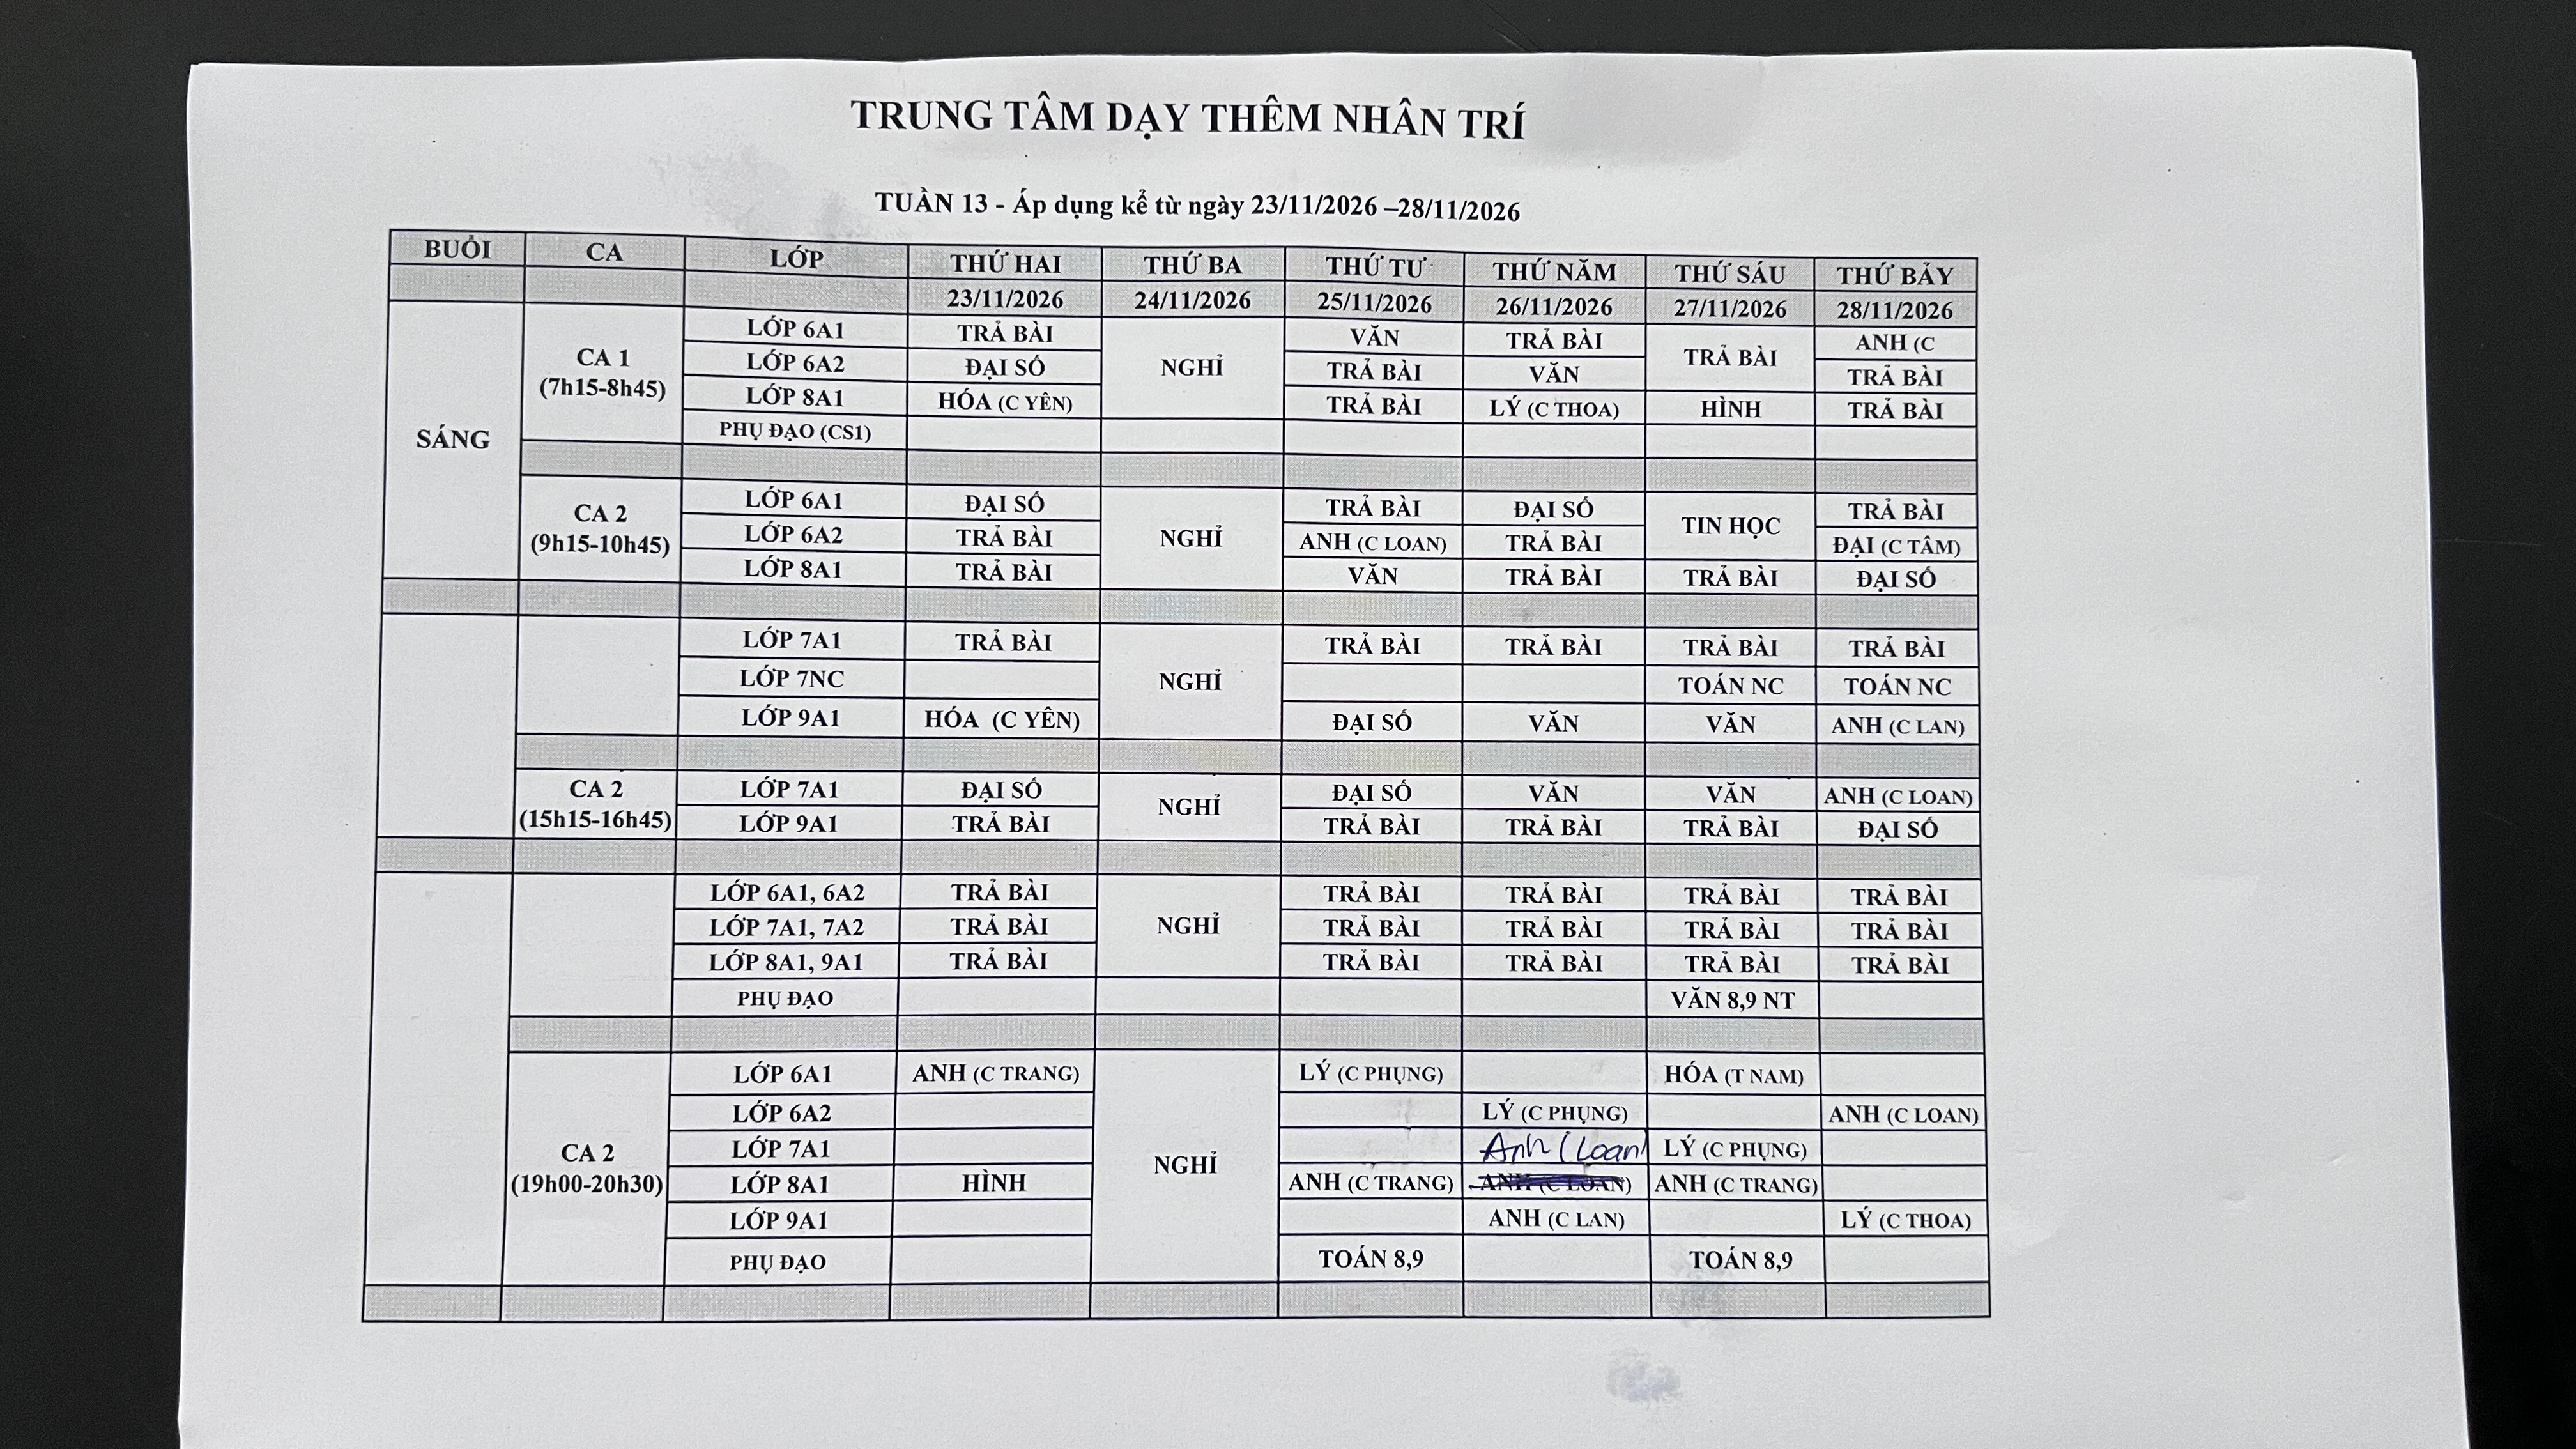 TRUNG TÂM DẠY THÊM NHÂN TRÍ
TUẦN 13 - Áp dụng kể từ ngày 23/11/2026 –28/11/2026
BUỔI CA LỚP THỨ HAI THỨ BA THỨ TƯ THỨ NĂM THỨ SÁU THỨ BẢY
23/11/2026 24/11/2026 25/11/2026 26/11/2026 27/11/2026 28/11/2026
SÁNG
CA 1
(7h15-8h45)
NGHỈ
TRẢ BÀI
LỚP 6A1 TRẢ BÀI VĂN TRẢ BÀI ANH (C
LỚP 6A2 ĐẠI SỐ TRẢ BÀI VĂN TRẢ BÀI
LỚP 8A1 HÓA (C YÊN) TRẢ BÀI LÝ (C THOA) HÌNH TRẢ BÀI
PHỤ ĐẠO (CS1)
CA 2
(9h15-10h45)
NGHỈ
TIN HỌC
LỚP 6A1 ĐẠI SỐ TRẢ BÀI ĐẠI SỐ TRẢ BÀI
LỚP 6A2 TRẢ BÀI ANH (C LOAN) TRẢ BÀI ĐẠI (C TÂM)
LỚP 8A1 TRẢ BÀI VĂN TRẢ BÀI TRẢ BÀI ĐẠI SỐ
LỚP 7A1 TRẢ BÀI TRẢ BÀI TRẢ BÀI TRẢ BÀI TRẢ BÀI
LỚP 7NC NGHỈ TOÁN NC TOÁN NC
LỚP 9A1 HÓA (C YÊN) ĐẠI SỐ VĂN VĂN ANH (C LAN)
CA 2
(15h15-16h45)
NGHỈ
LỚP 7A1 ĐẠI SỐ ĐẠI SỐ VĂN VĂN ANH (C LOAN)
LỚP 9A1 TRẢ BÀI TRẢ BÀI TRẢ BÀI TRẢ BÀI ĐẠI SỐ
LỚP 6A1, 6A2 TRẢ BÀI TRẢ BÀI TRẢ BÀI TRẢ BÀI TRẢ BÀI
LỚP 7A1, 7A2 TRẢ BÀI NGHỈ TRẢ BÀI TRẢ BÀI TRẢ BÀI TRẢ BÀI
LỚP 8A1, 9A1 TRẢ BÀI TRẢ BÀI TRẢ BÀI TRẢ BÀI TRẢ BÀI
PHỤ ĐẠO VĂN 8,9 NT
CA 2
(19h00-20h30)
NGHỈ
LỚP 6A1 ANH (C TRANG) LÝ (C PHỤNG) HÓA (T NAM)
LỚP 6A2 LÝ (C PHỤNG) ANH (C LOAN)
LỚP 7A1 Anh (Loan) LÝ (C PHỤNG)
LỚP 8A1 HÌNH ANH (C TRANG) ANH (C LOAN) ANH (C TRANG)
LỚP 9A1 ANH (C LAN) LÝ (C THOA)
PHỤ ĐẠO TOÁN 8,9 TOÁN 8,9